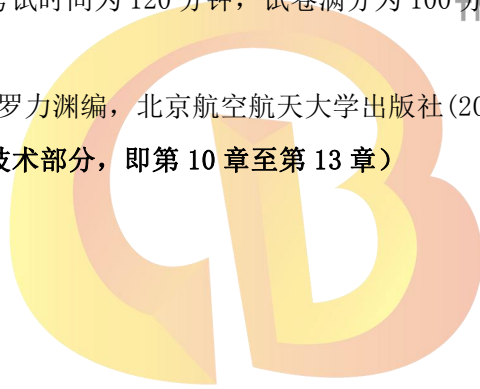 试时间为 120 分钟，试卷满分为 100 分
罗力渊编，北京航空航天大学出版社(20
技术部分，即第 10 章至第 13 章）